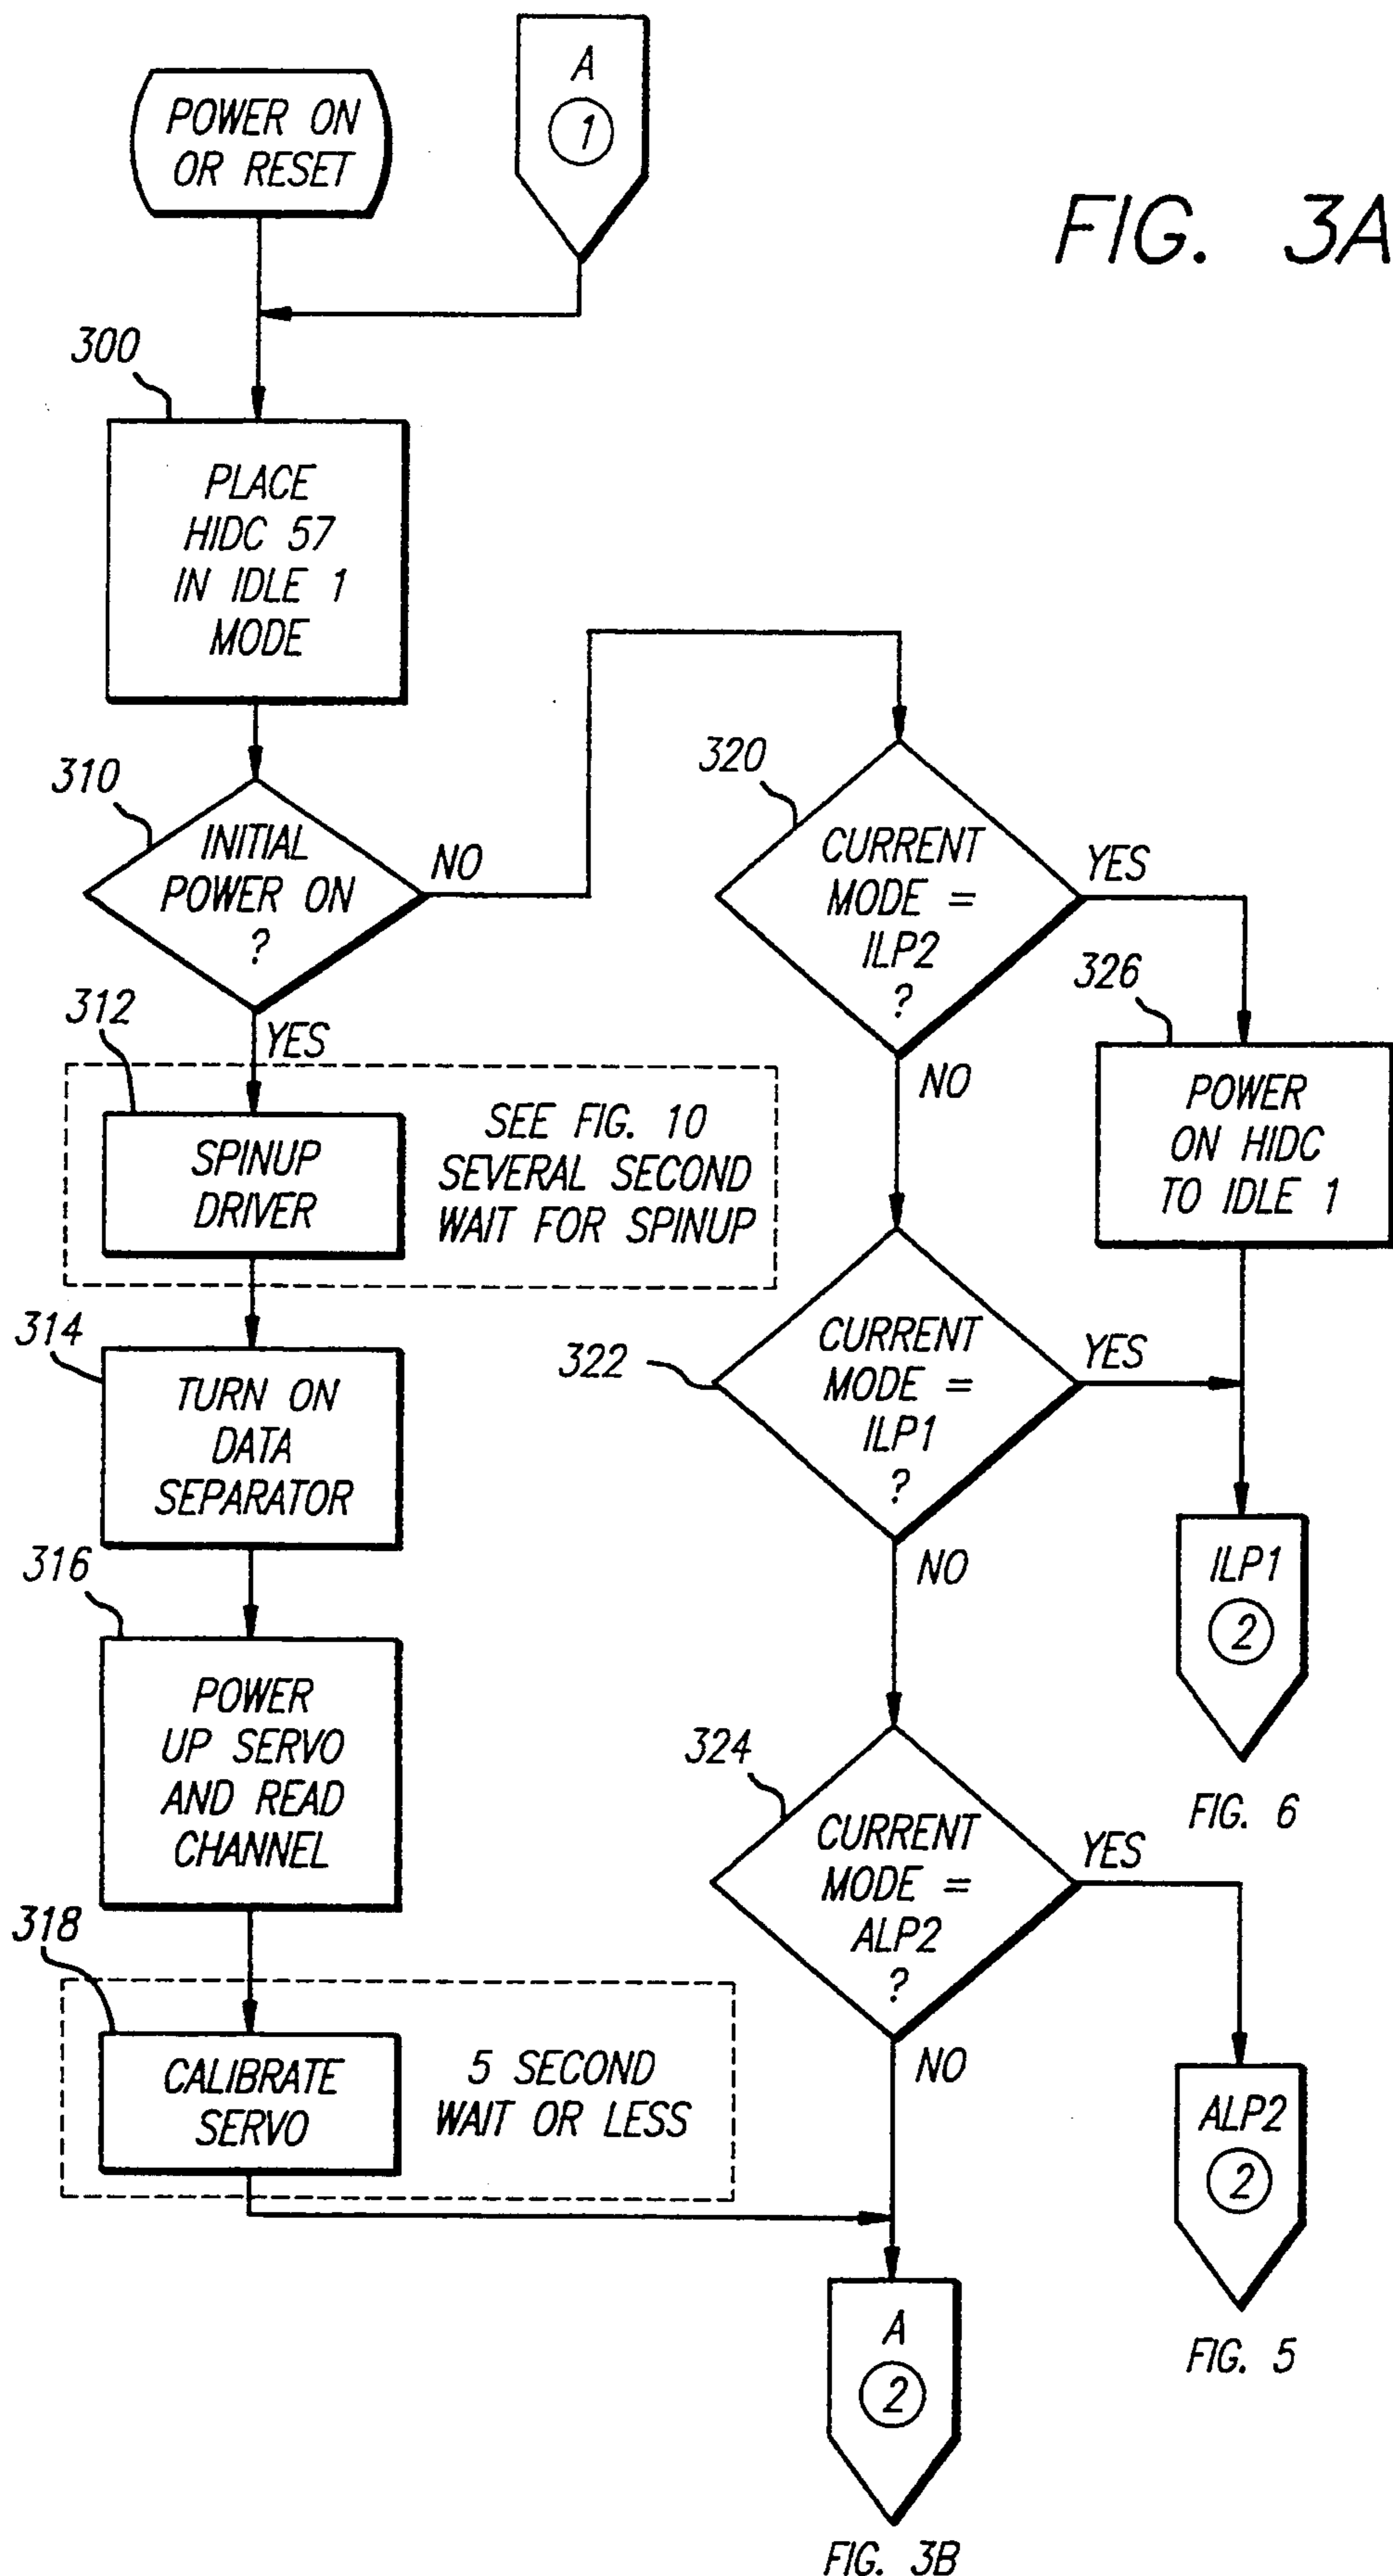 FIG. 3A
POWER ON
OR RESET
A
1
300
PLACE
HIDC 57
IN IDLE 1
MODE
310
INITIAL
POWER ON
?
NO
YES
312
SPINUP
DRIVER
SEE FIG. 10
SEVERAL SECOND
WAIT FOR SPINUP
314
TURN ON
DATA
SEPARATOR
316
POWER
UP SERVO
AND READ
CHANNEL
318
CALIBRATE
SERVO
5 SECOND
WAIT OR LESS
320
CURRENT
MODE =
ILP2
?
YES
NO
326
POWER
ON HIDC
TO IDLE 1
322
CURRENT
MODE =
ILP1
?
YES
NO
ILP1
2
FIG. 6
324
CURRENT
MODE =
ALP2
?
YES
NO
ALP2
2
FIG. 5
A
2
FIG. 3B